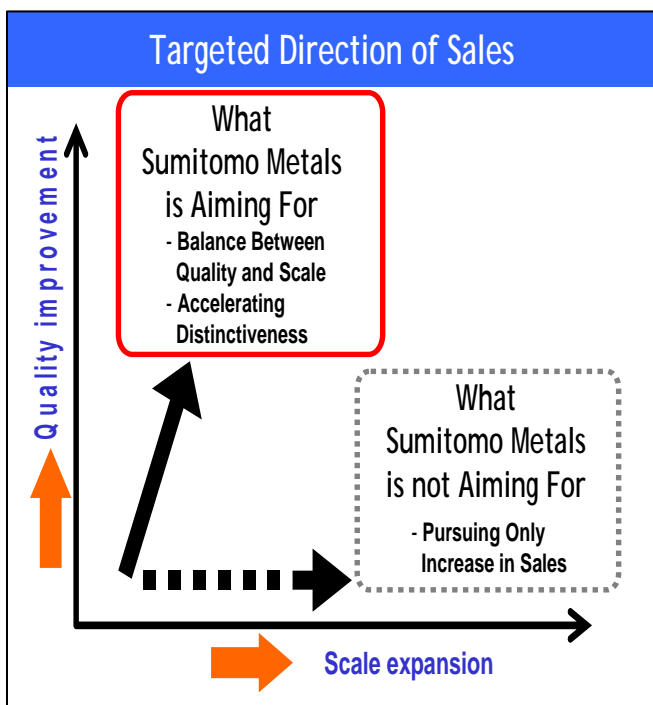 Targeted Direction of Sales
What
Sumitomo Metals
is Aiming For
- Balance Between
Quality and Scale
- Accelerating
Distinctiveness
Quality improvement
What
Sumitomo Metals
is not Aiming For
- Pursuing Only
Increase in Sales
Scale expansion